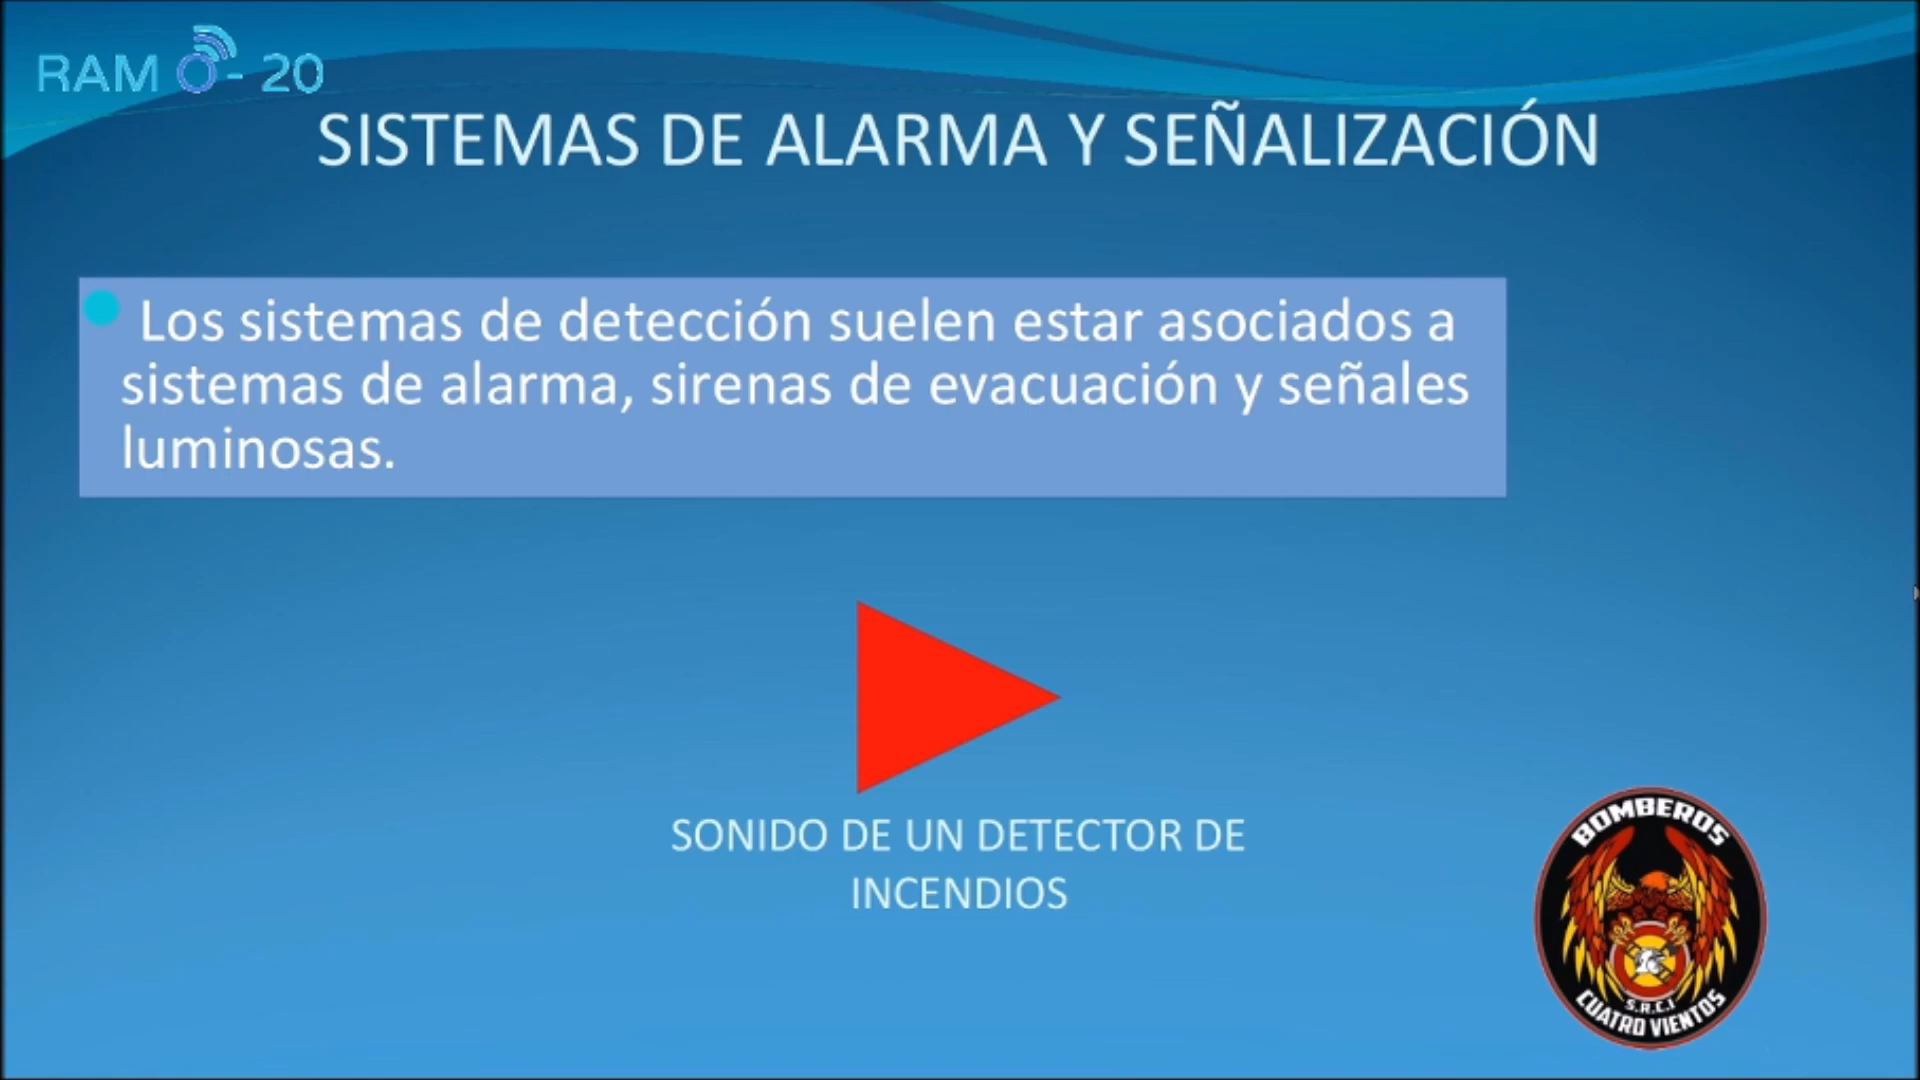 RAM O - 20
SISTEMAS DE ALARMA Y SEÑALIZACIÓN
Los sistemas de detección suelen estar asociados a
sistemas de alarma, sirenas de evacuación y señales
luminosas.
SONIDO DE UN DETECTOR DE
INCENDIOS
BOMBEROS
S.R.C.I
CUATRO VIENTOS